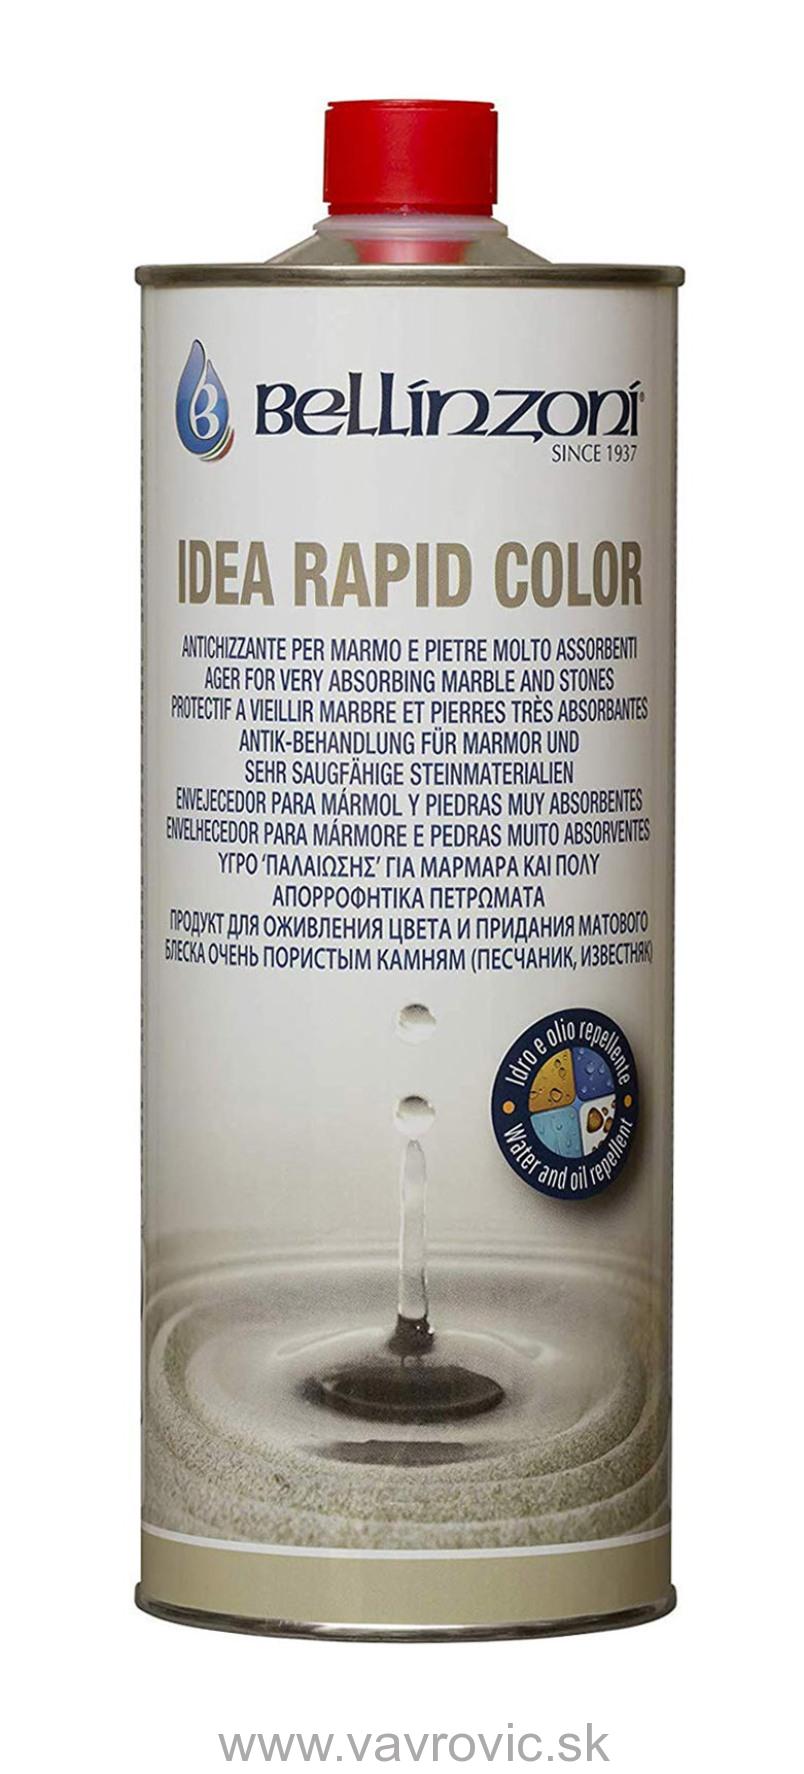 B BeLLinzoni®
SINCE 1937
IDEA RAPID COLOR
ANTICHIZZANTE PER MARMO E PIETRE MOLTO ASSORBENTI
AGER FOR VERY ABSORBING MARBLE AND STONES
PROTECTIF A VIEILLIR MARBRE ET PIERRES TRÈS ABSORBANTES
ANTIK-BEHANDLUNG FÜR MARMOR UND
SEHR SAUGFÄHIGE STEINMATERIALIEN
ENVEJECEDOR PARA MÁRMOL Y PIEDRAS MUY ABSORBENTES
ENVELHECEDOR PARA MÁRMORE E PEDRAS MUITO ABSORVENTES
ΥΓΡΟ 'ΠΑΛΑΙΩΣΗΣ' ΓΙΑ ΜΑΡΜΑΡΑ ΚΑΙ ΠΟΛΥ
ΑΠΟΡΡΟΦΗΤΙΚΑ ΠΕΤΡΩΜΑΤΑ
ПРОДУКТ ДЛЯ ОЖИВЛЕНИЯ ЦВЕТА И ПРИДАНИЯ МАТОВОГО
БЛЕСКА ОЧЕНЬ ПОРИСТЫМ КАМНЯМ (ПЕСЧАНИК, ИЗВЕСТНЯК)
Idro e olio repellente
Water and oil repellent
www.vavrovic.sk